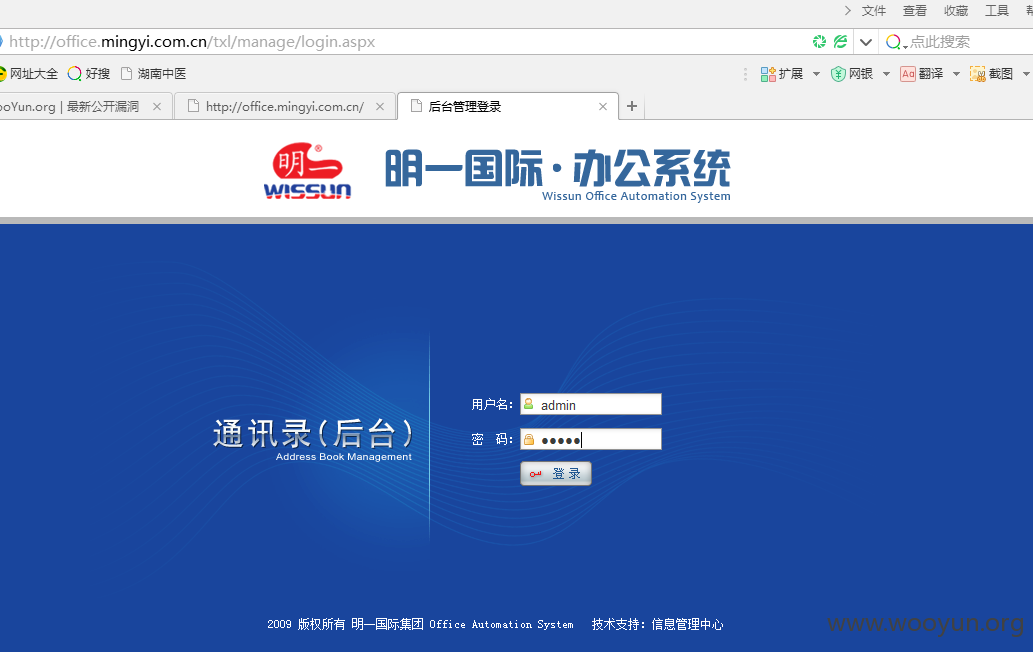 文件 查看 收藏 工具
http://office.mingyi.com.cn/txl/manage/login.aspx 点此搜索
网址大全 好搜 湖南中医 扩展 网银 Aa 翻译 截图
ooYun.org | 最新公开漏洞 http://office.mingyi.com.cn/ 后台管理登录
明一® WISSUN
明一国际·办公系统
Wissun Office Automation System
用户名: admin
通讯录(后台)
Address Book Management
密 码: ●●●●●
登录
2009 版权所有 明一国际集团 Office Automation System 技术支持: 信息管理中心
www.wooyun.org